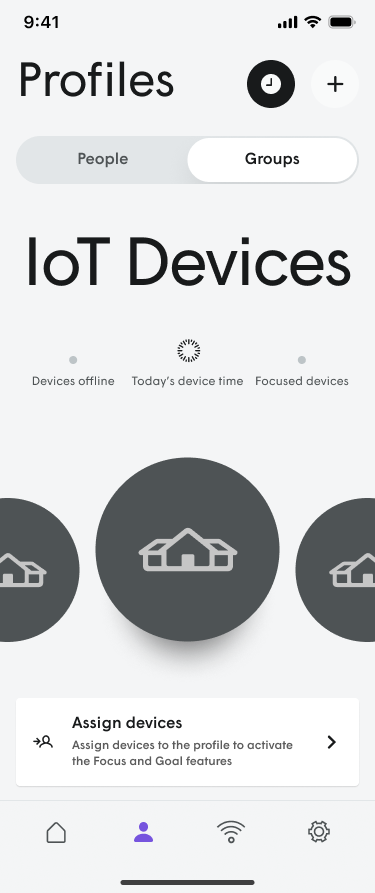 9:41
Profiles
People
Groups
IoT Devices
Devices offline
Today's device time
Focused devices
Assign devices
Assign devices to the profile to activate
the Focus and Goal features